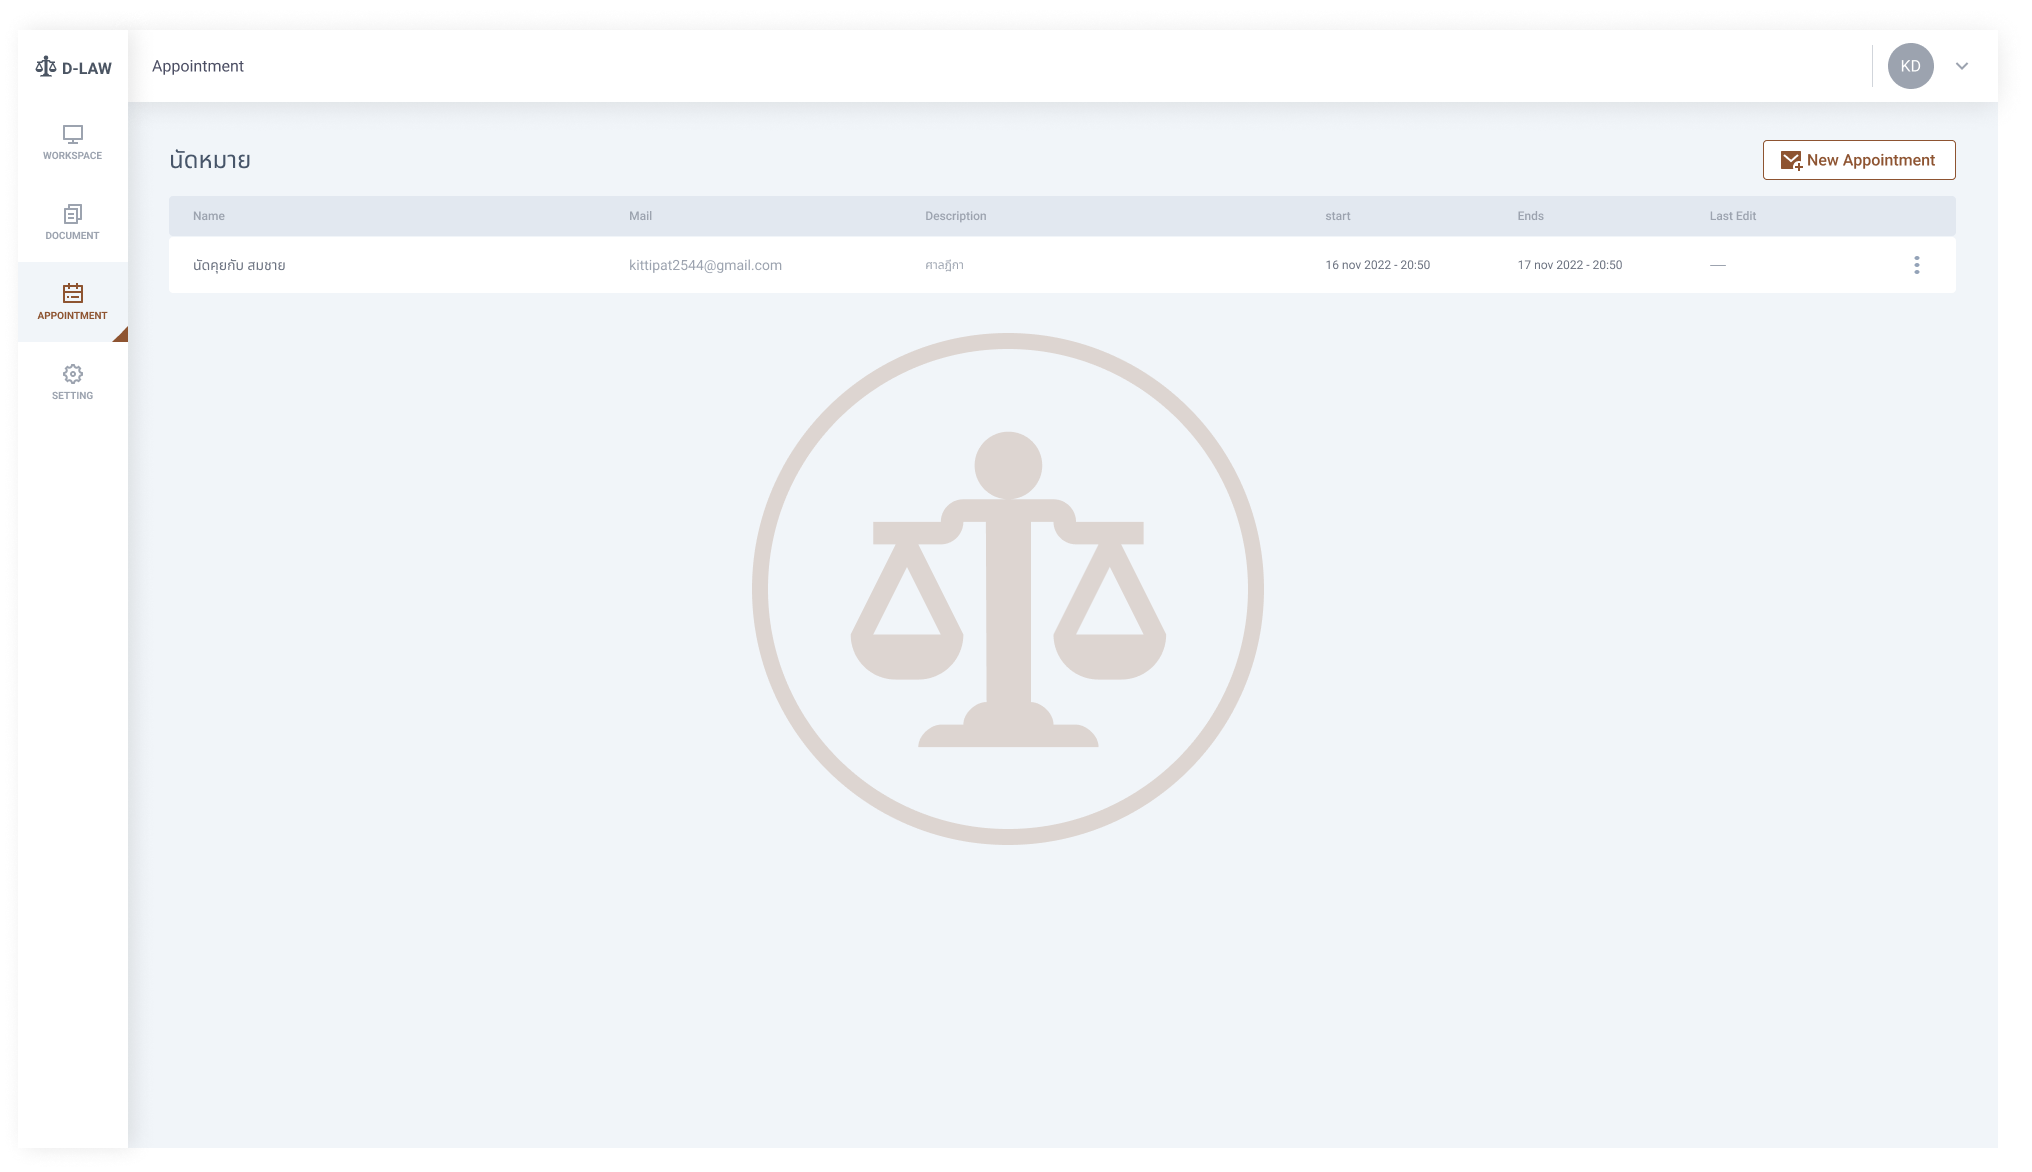 D-LAW
Appointment
KD
WORKSPACE
DOCUMENT
APPOINTMENT
SETTING
นัดหมาย
New Appointment
Name Mail Description start Ends Last Edit
นัดคุยกับ สมชาย kittipat2544@gmail.com ศาลฎีกา 16 nov 2022 - 20:50 17 nov 2022 - 20:50 —